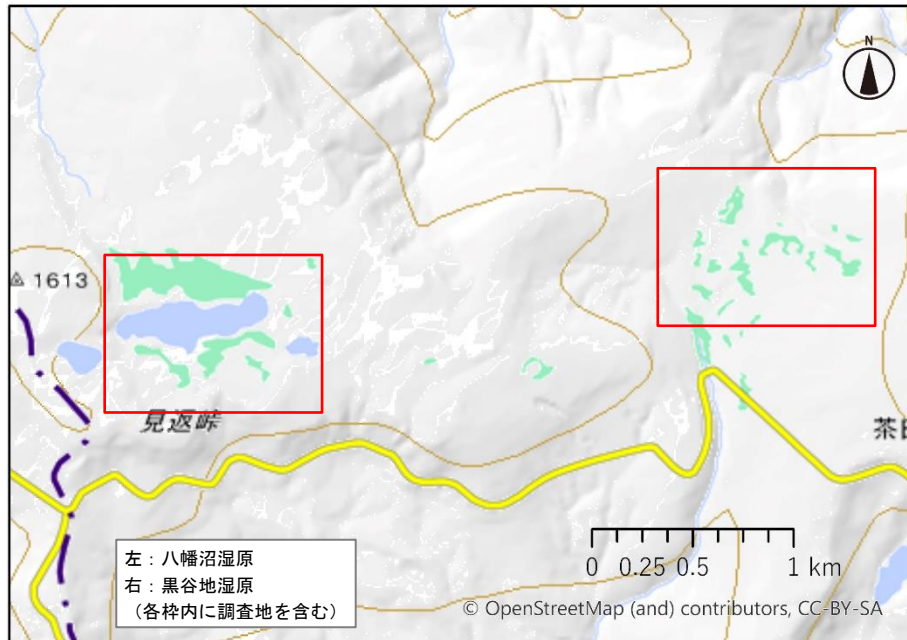 N
1613
見返峠
茶
左：八幡沼湿原
右：黒谷地湿原
（各枠内に調査地を含む）
0 0.25 0.5 1 km
© OpenStreetMap (and) contributors, CC-BY-SA